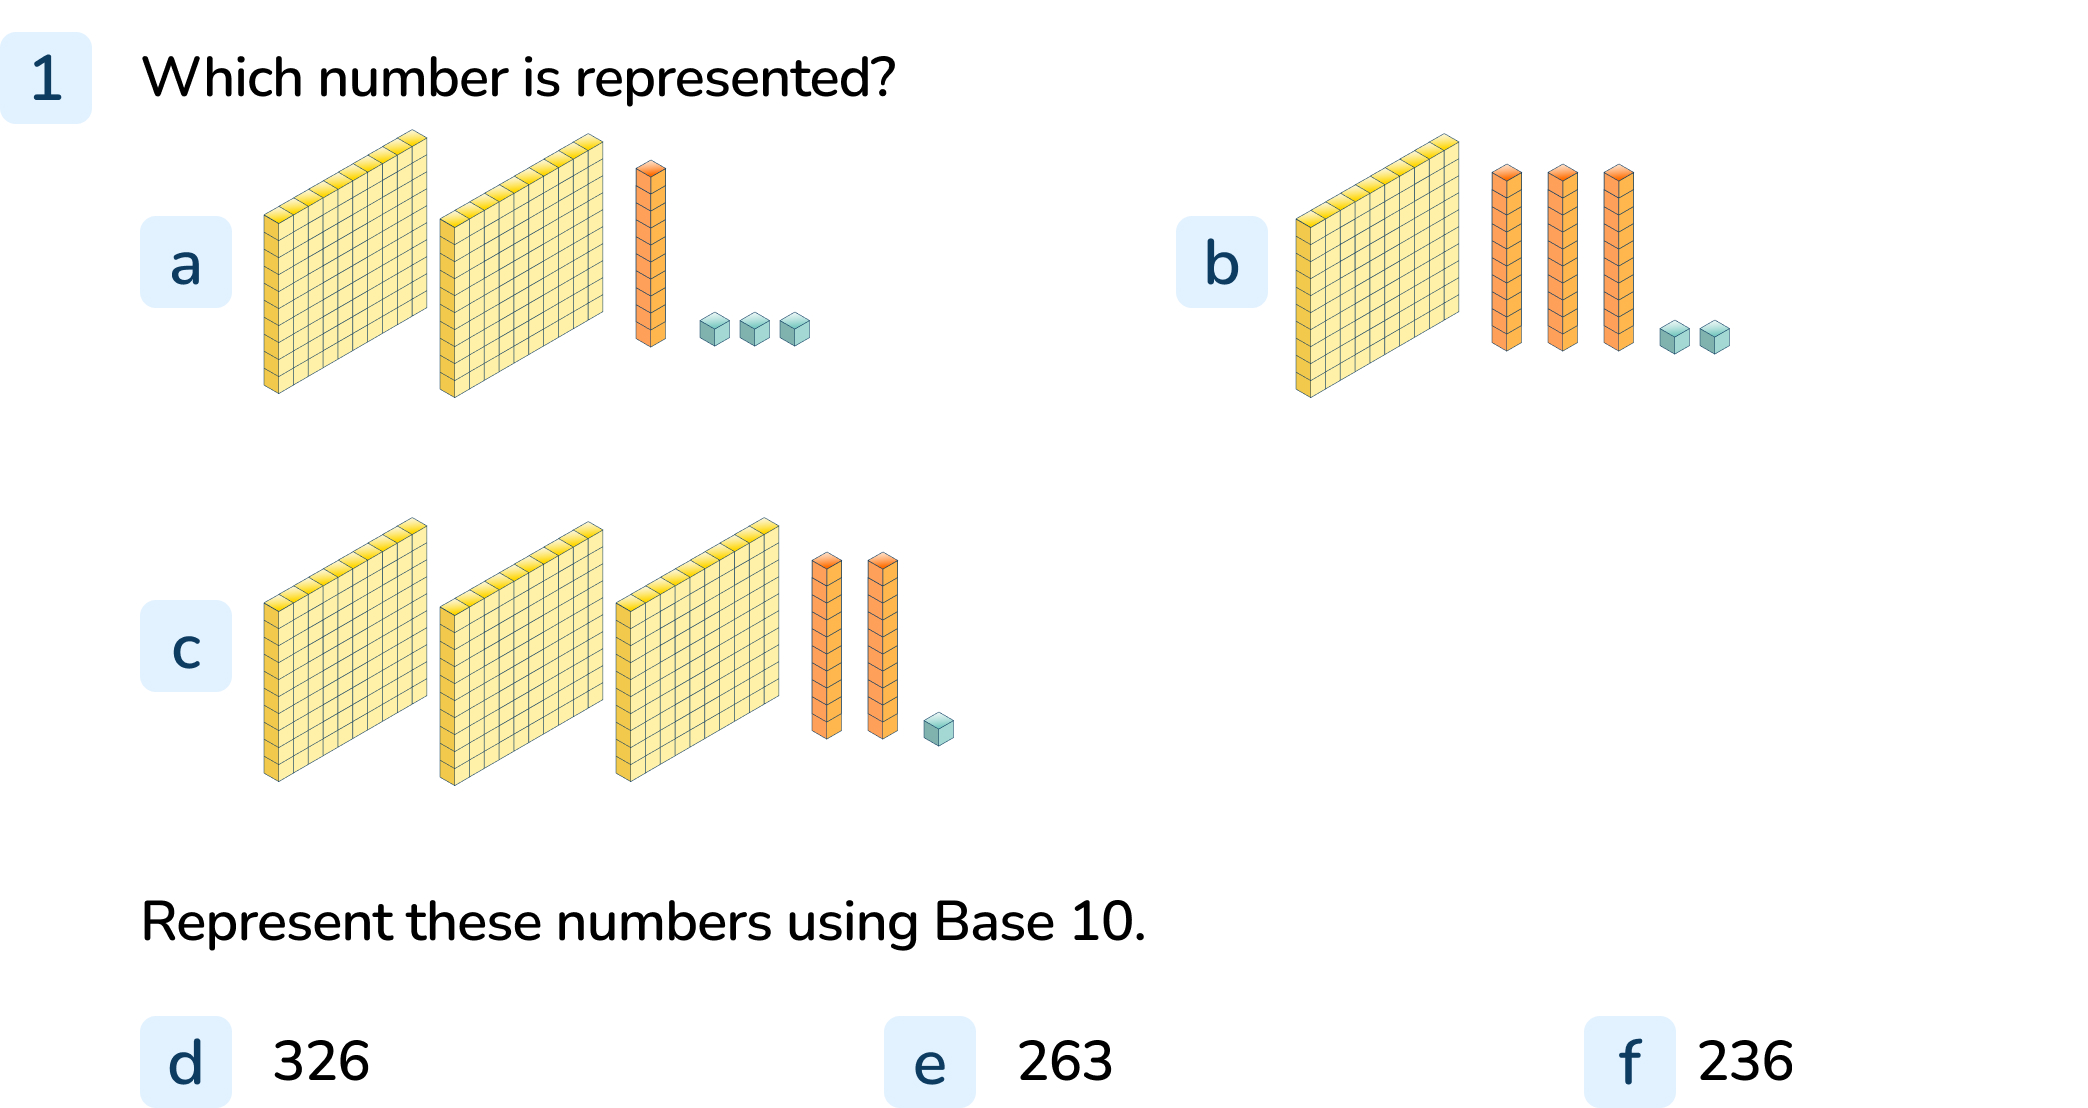 1 Which number is represented?
a b
c
Represent these numbers using Base 10.
d 326 e 263 f 236